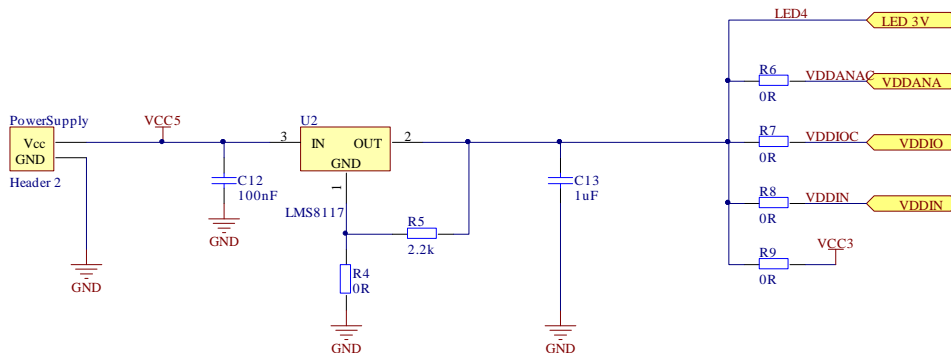 LED4
LED 3V
R6
VDDANAC
VDDANA
0R
PowerSupply
VCC5
U2
Vcc
GND
3
IN
OUT
2
R7
VDDIOC
VDDIO
0R
Header 2
GND
1
C12
100nF
C13
1uF
R8
VDDIN
VDDIN
0R
LMS8117
GND
R5
2.2k
R9
VCC3
0R
GND
R4
0R
GND
GND